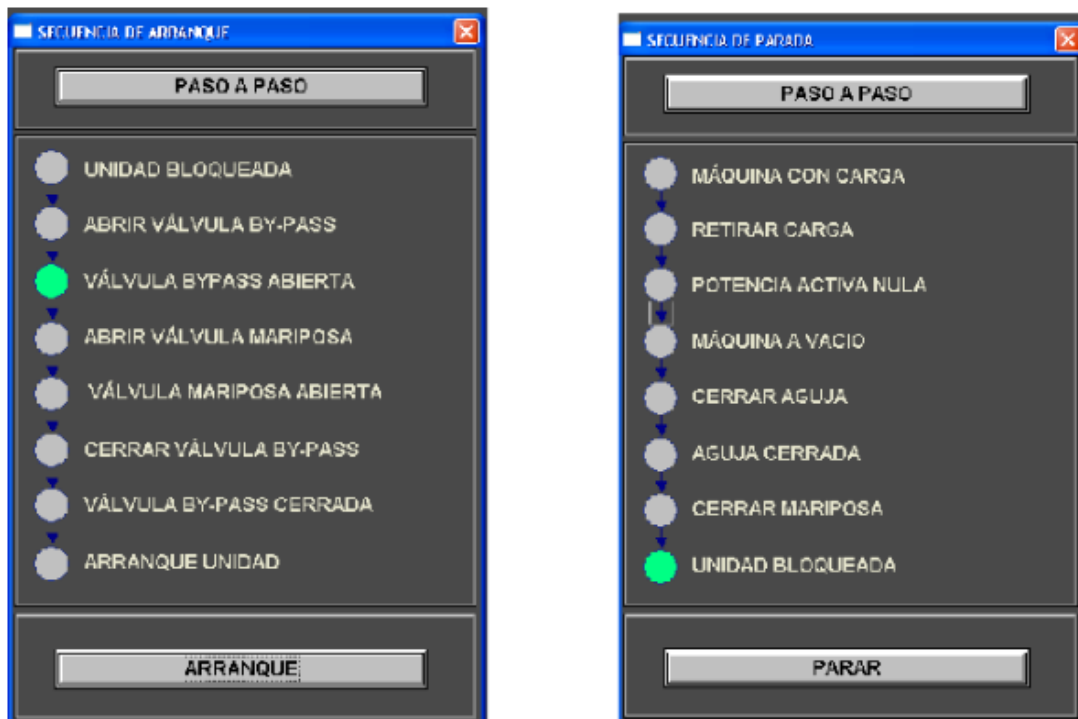 SECUENCIA DE ARRANQUE
PASO A PASO
UNIDAD BLOQUEADA
ABRIR VÁLVULA BY-PASS
VÁLVULA BYPASS ABIERTA
ABRIR VÁLVULA MARIPOSA
VÁLVULA MARIPOSA ABIERTA
CERRAR VÁLVULA BY-PASS
VÁLVULA BY-PASS CERRADA
ARRANQUE UNIDAD
ARRANQUE
SECUENCIA DE PARADA
PASO A PASO
MÁQUINA CON CARGA
RETIRAR CARGA
POTENCIA ACTIVA NULA
MÁQUINA A VACIO
CERRAR AGUJA
AGUJA CERRADA
CERRAR MARIPOSA
UNIDAD BLOQUEADA
PARAR